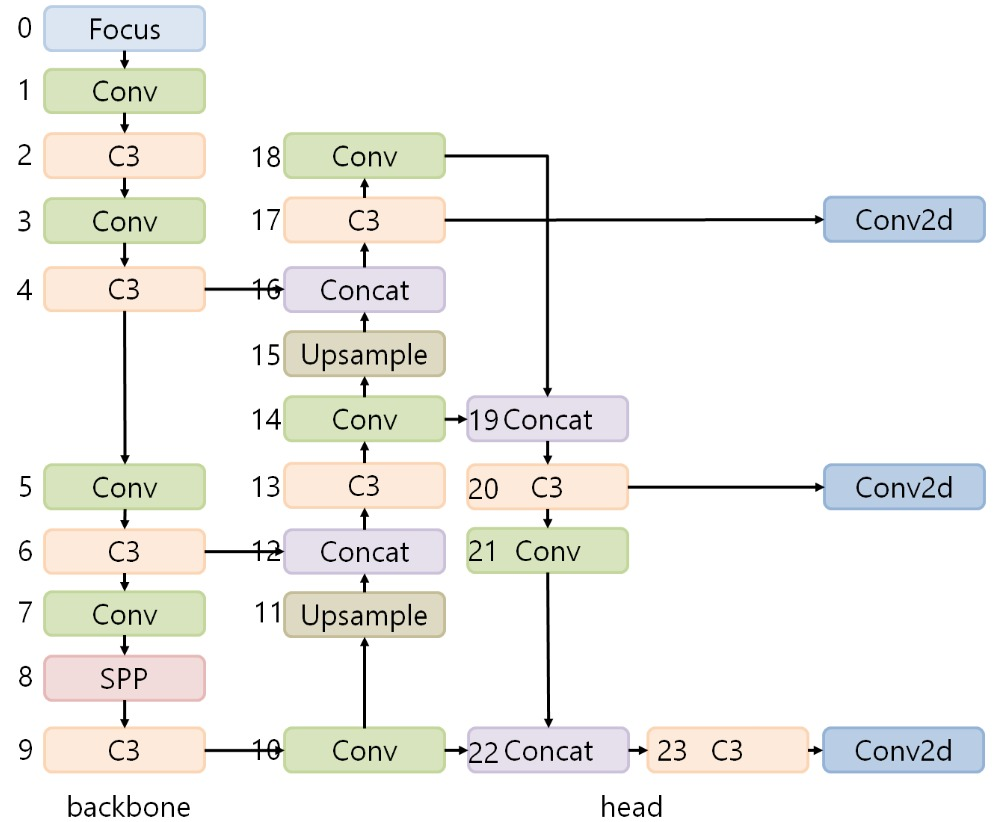 0 Focus
1 Conv
2 C3
3 Conv
4 C3
5 Conv
6 C3
7 Conv
8 SPP
9 C3
backbone
18 Conv
17 C3
16 Concat
15 Upsample
14 Conv
13 C3
12 Concat
11 Upsample
10 Conv
19 Concat
20 C3
21 Conv
22 Concat
23 C3
Conv2d
Conv2d
Conv2d
head